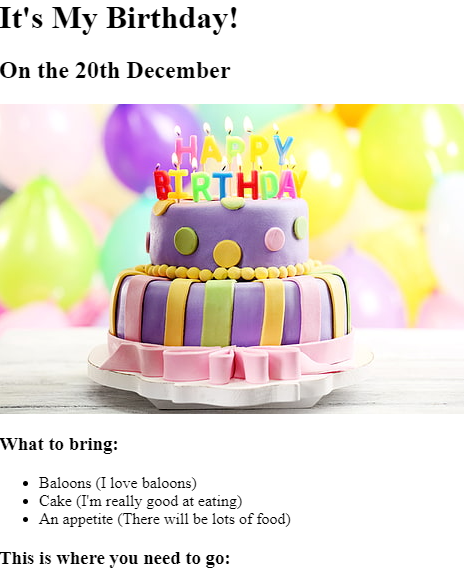 It's My Birthday!
On the 20th December
HAPPY
BIRTHDAY
What to bring:
Baloons (I love baloons)
Cake (I'm really good at eating)
An appetite (There will be lots of food)
This is where you need to go: